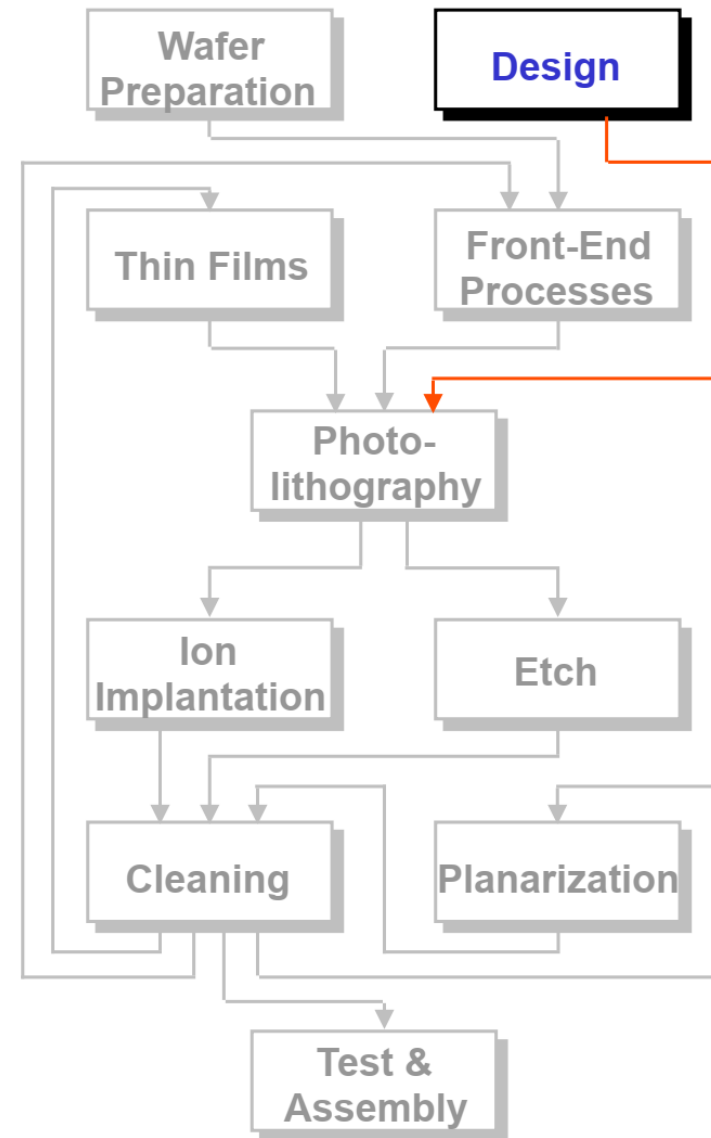 Wafer
Preparation
Design
Thin Films
Front-End
Processes
Photo-
lithography
Ion
Implantation
Etch
Cleaning
Planarization
Test &
Assembly